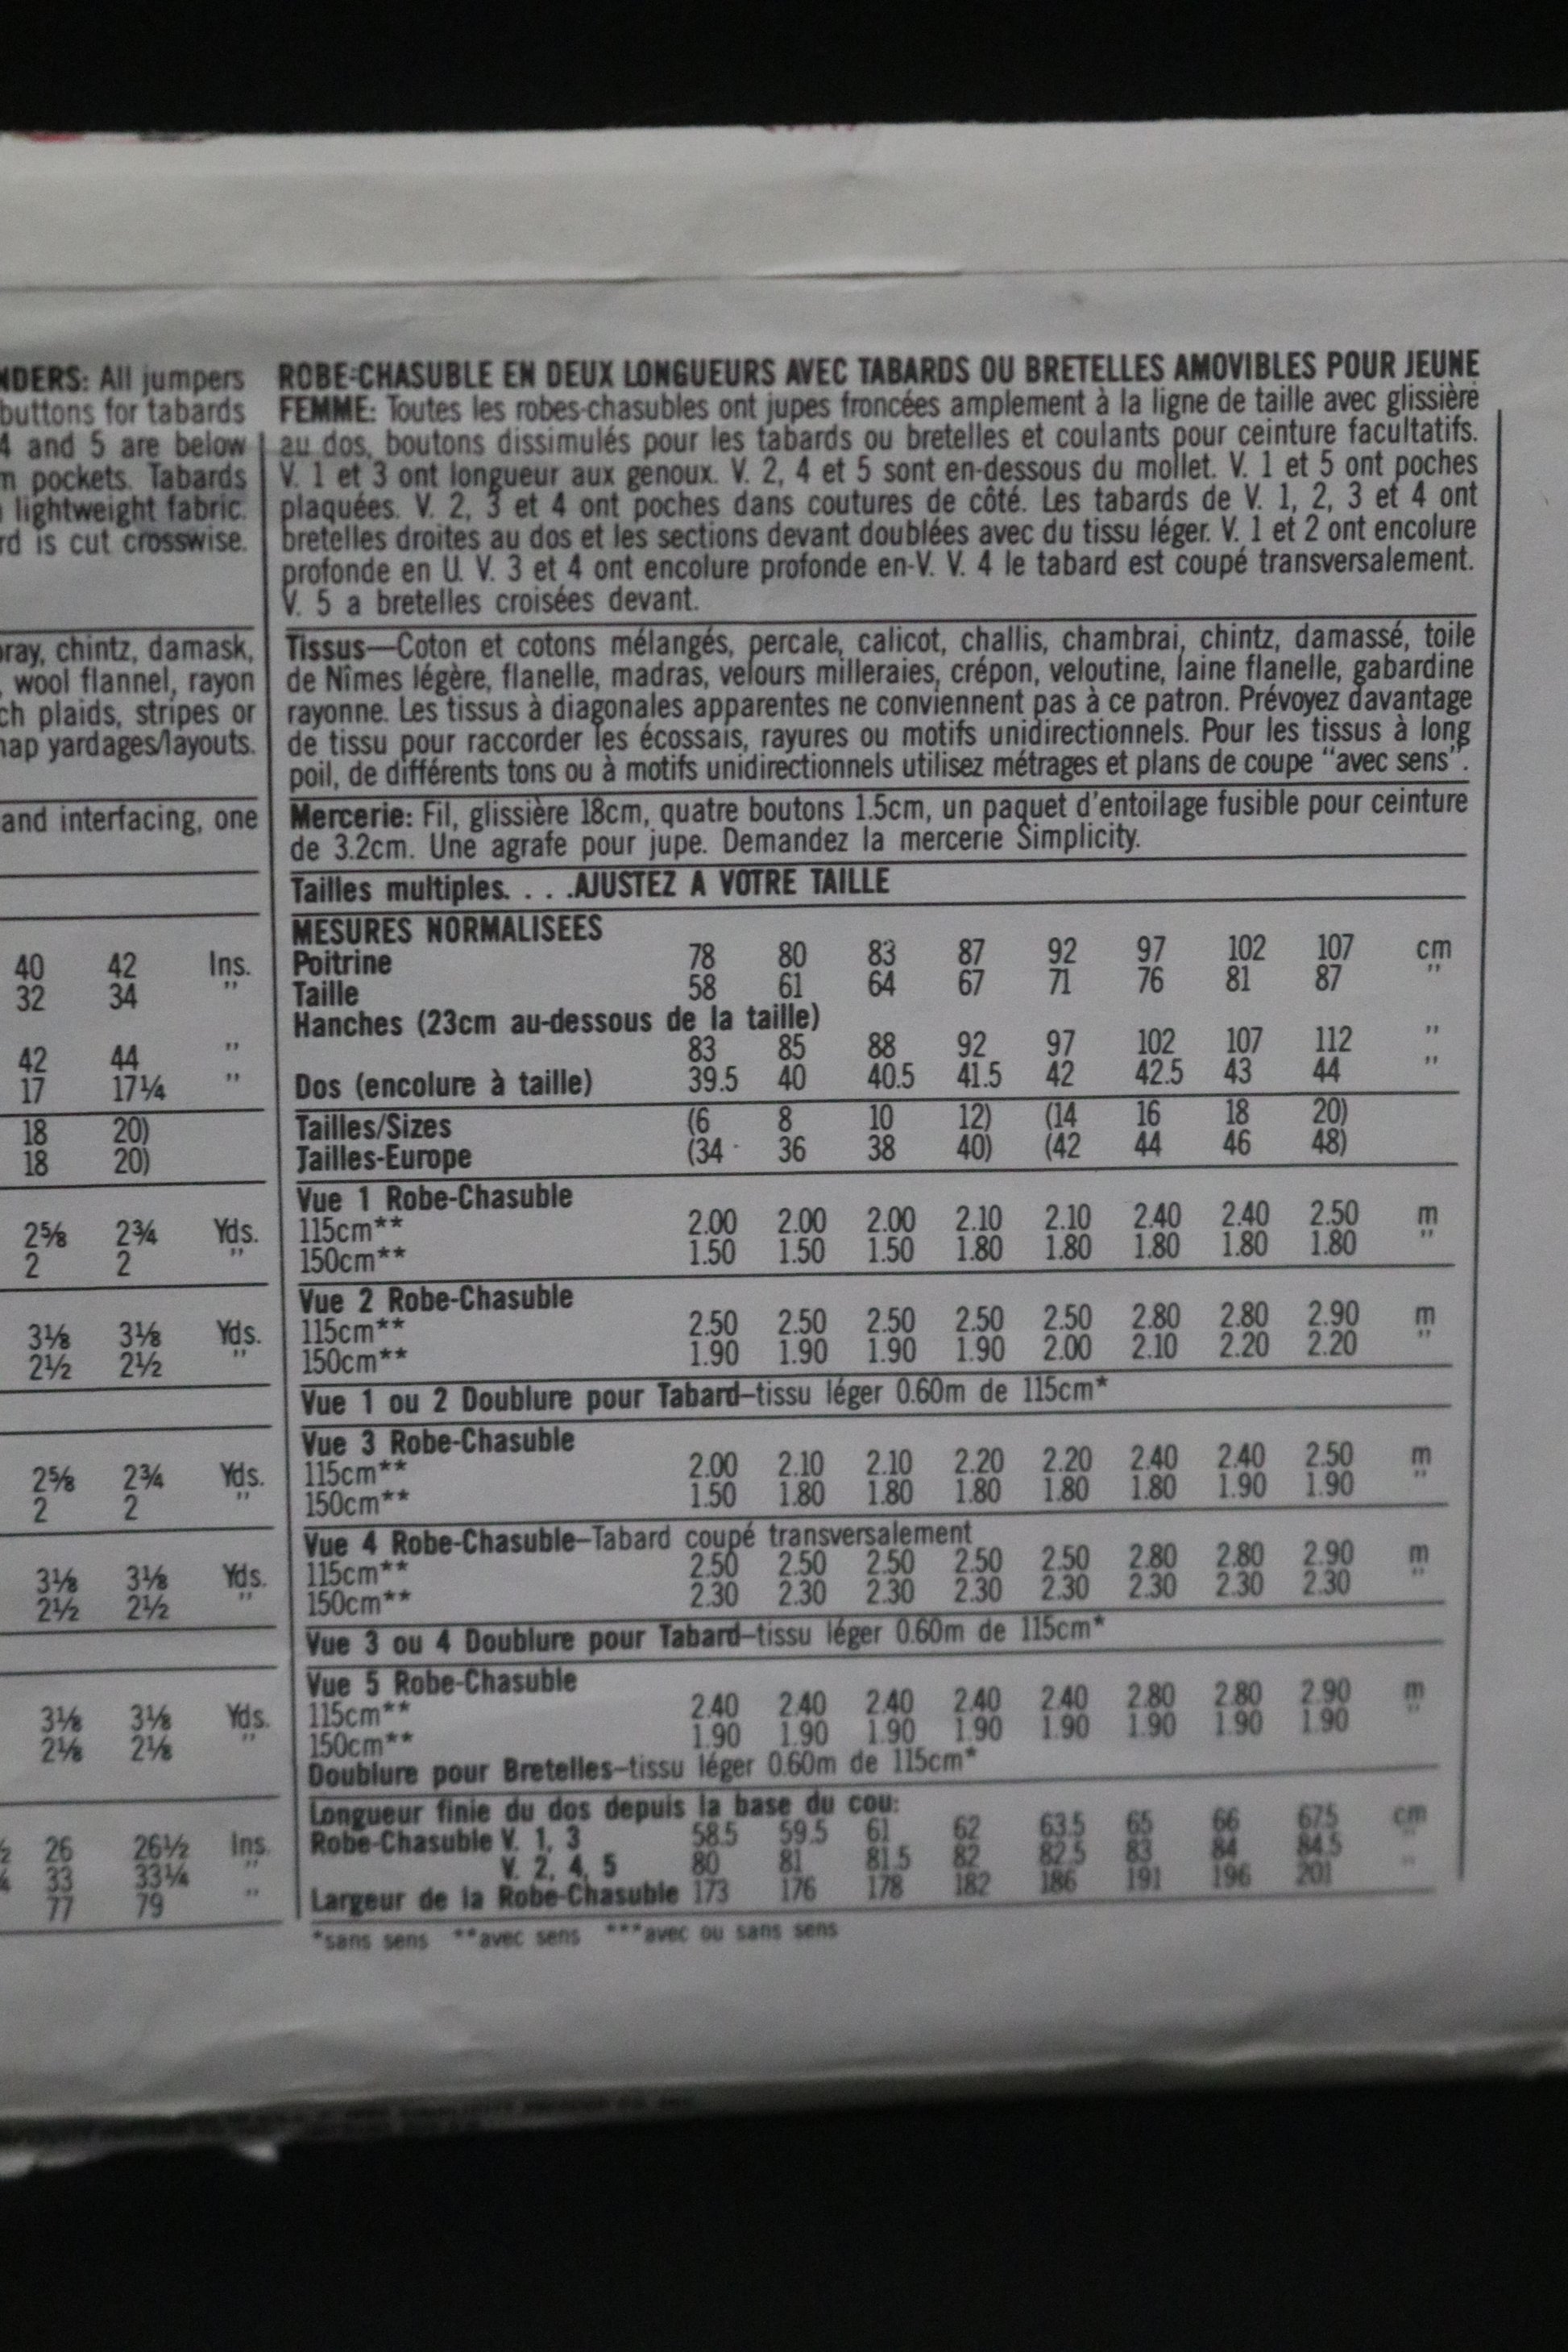 NDERS: All jumpers
buttons for tabards
4 and 5 are below
m pockets. Tabards
lightweight fabric.
rd is cut crosswise.
ray, chintz, damask,
wool flannel, rayon
ch plaids, stripes or
nap yardages/layouts.
and interfacing, one
40 42 Ins.
32 34 "
42 44 "
17 17¼ "
18 20)
18 20)
2⅝ 2¾ Yds.
2 2 "
3⅛ 3⅛ Yds.
2½ 2½ "
2⅝ 2¾ Yds.
2 2 "
3⅛ 3⅛ Yds.
2½ 2½ "
3⅛ 3⅛ Yds.
2⅛ 2⅛ "
26 26½ Ins.
33 33¼ "
77 79 "
ROBE-CHASUBLE EN DEUX LONGUEURS AVEC TABARDS OU BRETELLES AMOVIBLES POUR JEUNE
FEMME: Toutes les robes-chasubles ont jupes froncées amplement à la ligne de taille avec glissière
au dos, boutons dissimulés pour les tabards ou bretelles et coulants pour ceinture facultatifs.
V. 1 et 3 ont longueur aux genoux. V. 2, 4 et 5 sont en-dessous du mollet. V. 1 et 5 ont poches
plaquées. V. 2, 3 et 4 ont poches dans coutures de côté. Les tabards de V. 1, 2, 3 et 4 ont
bretelles droites au dos et les sections devant doublées avec du tissu léger. V. 1 et 2 ont encolure
profonde en U. V. 3 et 4 ont encolure profonde en-V. V. 4 le tabard est coupé transversalement.
V. 5 a bretelles croisées devant.
Tissus—Coton et cotons mélangés, percale, calicot, challis, chambrai, chintz, damassé, toile
de Nîmes légère, flanelle, madras, velours milleraies, crépon, veloutine, laine flanelle, gabardine
rayonne. Les tissus à diagonales apparentes ne conviennent pas à ce patron. Prévoyez davantage
de tissu pour raccorder les écossais, rayures ou motifs unidirectionnels. Pour les tissus à long
poil, de différents tons ou à motifs unidirectionnels utilisez métrages et plans de coupe "avec sens".
Mercerie: Fil, glissière 18cm, quatre boutons 1.5cm, un paquet d'entoilage fusible pour ceinture
de 3.2cm. Une agrafe pour jupe. Demandez la mercerie Simplicity.
Tailles multiples. . . .AJUSTEZ A VOTRE TAILLE
MESURES NORMALISEES
Poitrine 78 80 83 87 92 97 102 107 cm
Taille 58 61 64 67 71 76 81 87 "
Hanches (23cm au-dessous de la taille)
83 85 88 92 97 102 107 112 "
Dos (encolure à taille) 39.5 40 40.5 41.5 42 42.5 43 44 "
Tailles/Sizes (6 8 10 12) (14 16 18 20)
Tailles-Europe (34 36 38 40) (42 44 46 48)
Vue 1 Robe-Chasuble
115cm** 2.00 2.00 2.00 2.10 2.10 2.40 2.40 2.50 m
150cm** 1.50 1.50 1.50 1.80 1.80 1.80 1.80 1.80 "
Vue 2 Robe-Chasuble
115cm** 2.50 2.50 2.50 2.50 2.50 2.80 2.80 2.90 m
150cm** 1.90 1.90 1.90 1.90 2.00 2.10 2.20 2.20 "
Vue 1 ou 2 Doublure pour Tabard–tissu léger 0.60m de 115cm*
Vue 3 Robe-Chasuble
115cm** 2.00 2.10 2.10 2.20 2.20 2.40 2.40 2.50 m
150cm** 1.50 1.80 1.80 1.80 1.80 1.80 1.90 1.90 "
Vue 4 Robe-Chasuble–Tabard coupé transversalement
115cm** 2.50 2.50 2.50 2.50 2.50 2.80 2.80 2.90 m
150cm** 2.30 2.30 2.30 2.30 2.30 2.30 2.30 2.30 "
Vue 3 ou 4 Doublure pour Tabard–tissu léger 0.60m de 115cm*
Vue 5 Robe-Chasuble
115cm** 2.40 2.40 2.40 2.40 2.40 2.80 2.80 2.90 m
150cm** 1.90 1.90 1.90 1.90 1.90 1.90 1.90 1.90 "
Doublure pour Bretelles–tissu léger 0.60m de 115cm*
Longueur finie du dos depuis la base du cou:
Robe-Chasuble V. 1, 3 58.5 59.5 61 62 63.5 65 66 67.5 cm
V. 2, 4, 5 80 81 81.5 82 82.5 83 84 84.5 "
Largeur de la Robe-Chasuble 173 176 178 182 186 191 196 201 "
*sans sens **avec sens ***avec ou sans sens